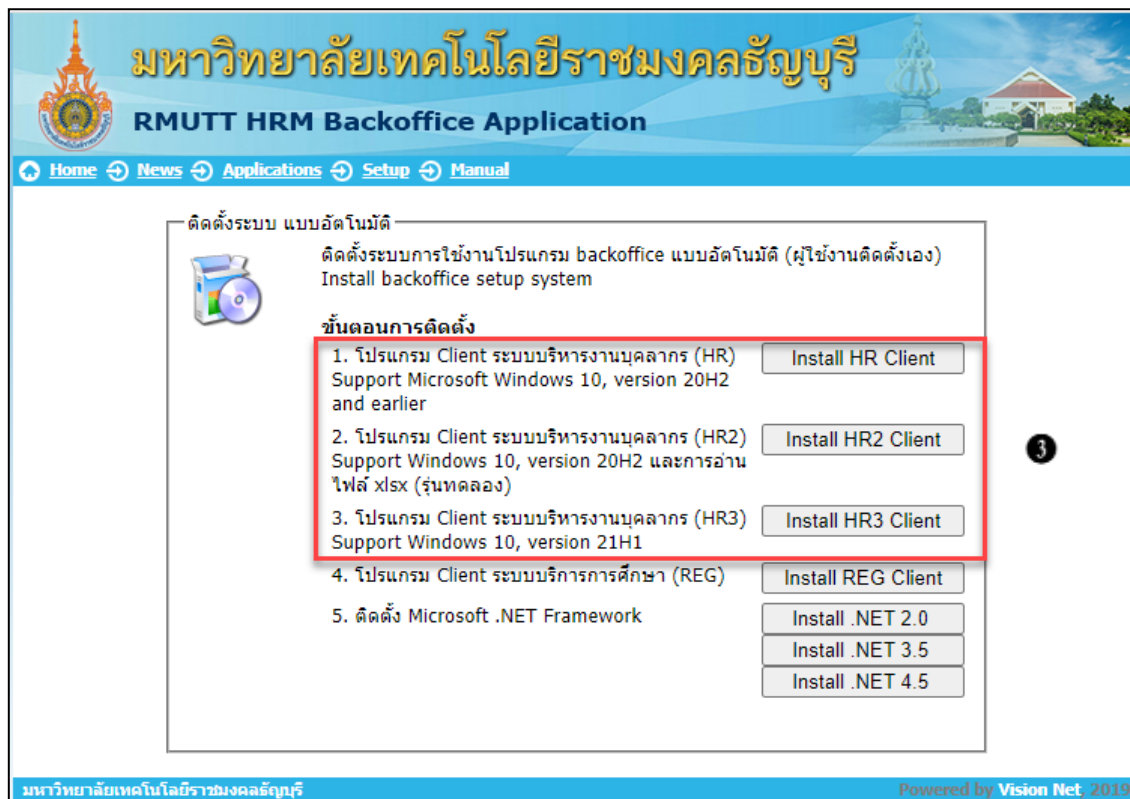 มหาวิทยาลัยเทคโนโลยีราชมงคลธัญบุรี
RMUTT HRM Backoffice Application
Home News Applications Setup Manual
ติดตั้งระบบ แบบอัตโนมัติ
ติดตั้งระบบการใช้งานโปรแกรม backoffice แบบอัตโนมัติ (ผู้ใช้งานติดตั้งเอง)
Install backoffice setup system
ขั้นตอนการติดตั้ง
1. โปรแกรม Client ระบบบริหารงานบุคลากร (HR) Install HR Client
Support Microsoft Windows 10, version 20H2
and earlier
2. โปรแกรม Client ระบบบริหารงานบุคลากร (HR2) Install HR2 Client
Support Windows 10, version 20H2 และการอ่าน
ไฟล์ xlsx (รุ่นทดลอง)
3
3. โปรแกรม Client ระบบบริหารงานบุคลากร (HR3) Install HR3 Client
Support Windows 10, version 21H1
4. โปรแกรม Client ระบบบริการการศึกษา (REG) Install REG Client
5. ติดตั้ง Microsoft .NET Framework Install .NET 2.0
Install .NET 3.5
Install .NET 4.5
มหาวิทยาลัยเทคโนโลยีราชมงคลธัญบุรี Powered by Vision Net, 2019